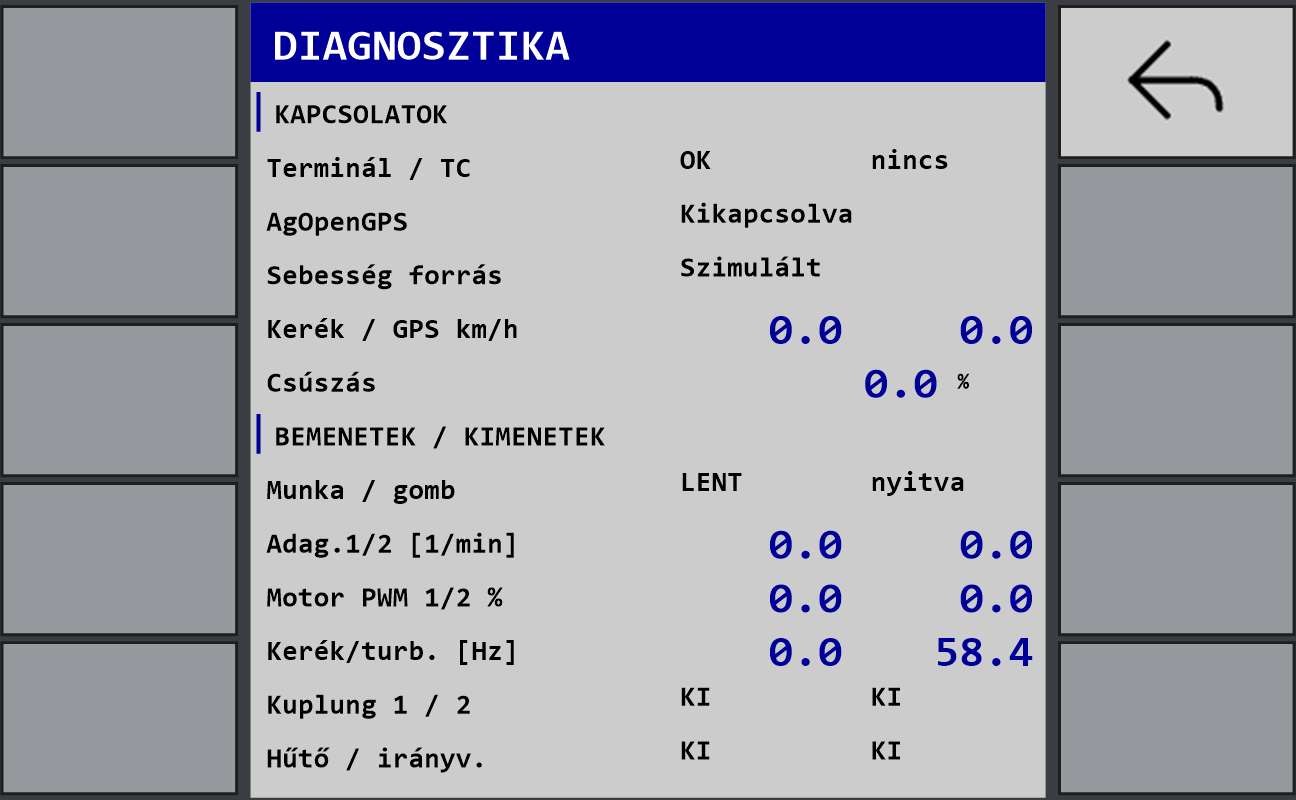 DIAGNOSZTIKA
KAPCSOLATOK
Terminál / TC OK nincs
AgOpenGPS Kikapcsolva
Sebesség forrás Szimulált
Kerék / GPS km/h 0.0 0.0
Csúszás 0.0 %
BEMENETEK / KIMENETEK
Munka / gomb LENT nyitva
Adag.1/2 [1/min] 0.0 0.0
Motor PWM 1/2 % 0.0 0.0
Kerék/turb. [Hz] 0.0 58.4
Kuplung 1 / 2 KI KI
Hűtő / irányv. KI KI